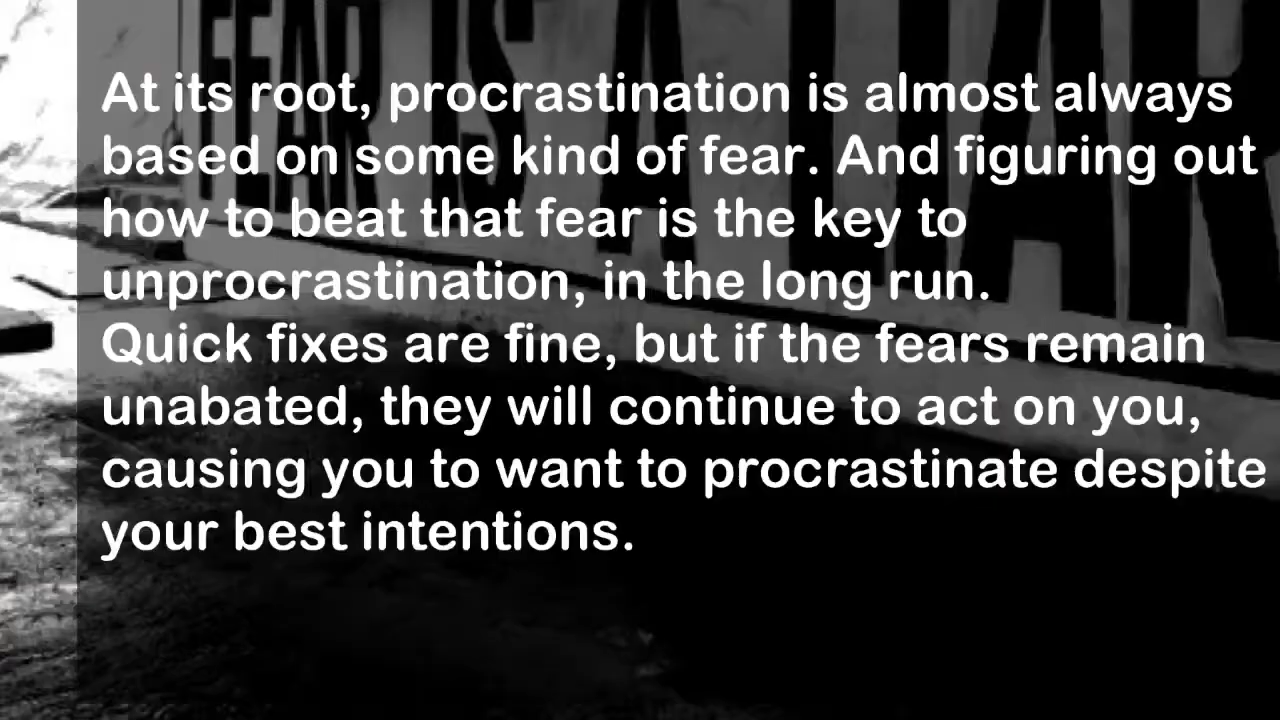 FEAR IS A LIAR
At its root, procrastination is almost always
based on some kind of fear. And figuring out
how to beat that fear is the key to
unprocrastination, in the long run.
Quick fixes are fine, but if the fears remain
unabated, they will continue to act on you,
causing you to want to procrastinate despite
your best intentions.